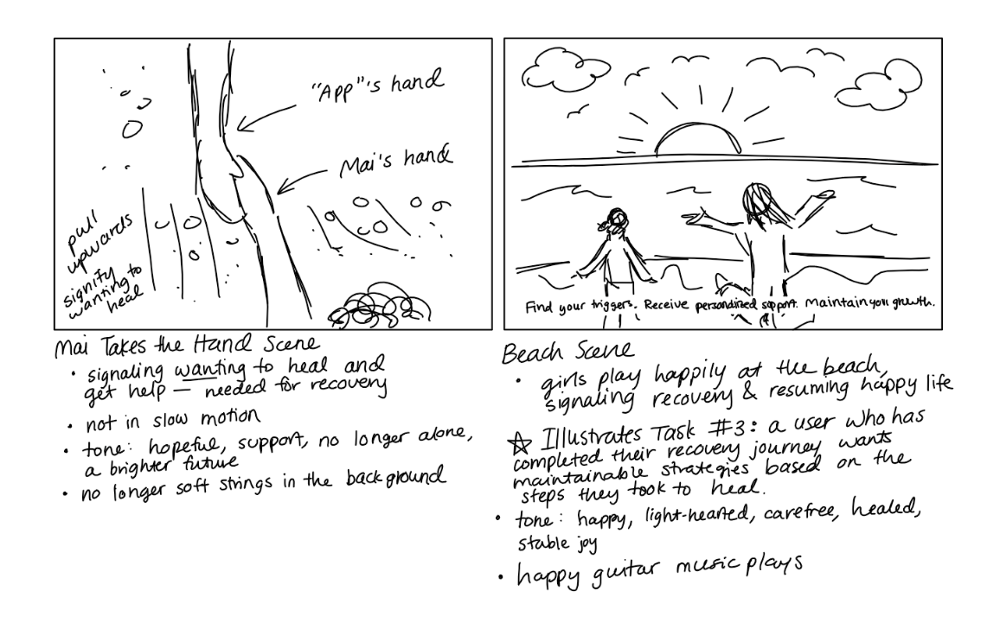 "App"'s hand
Mai's hand
pull
upwards
signify
wanting to
heal
Find your triggers. Receive personalized support. Maintain your growth.
Mai Takes the Hand Scene
• signaling wanting to heal and
get help — needed for recovery
• not in slow motion
• tone: hopeful, support, no longer alone,
a brighter future
• no longer soft strings in the background
Beach Scene
• girls play happily at the beach,
signaling recovery & resuming happy life
☆ Illustrates Task #3: a user who has
completed their recovery journey wants
maintainable strategies based on the
steps they took to heal.
• tone: happy, light-hearted, carefree, healed,
stable joy
• happy guitar music plays